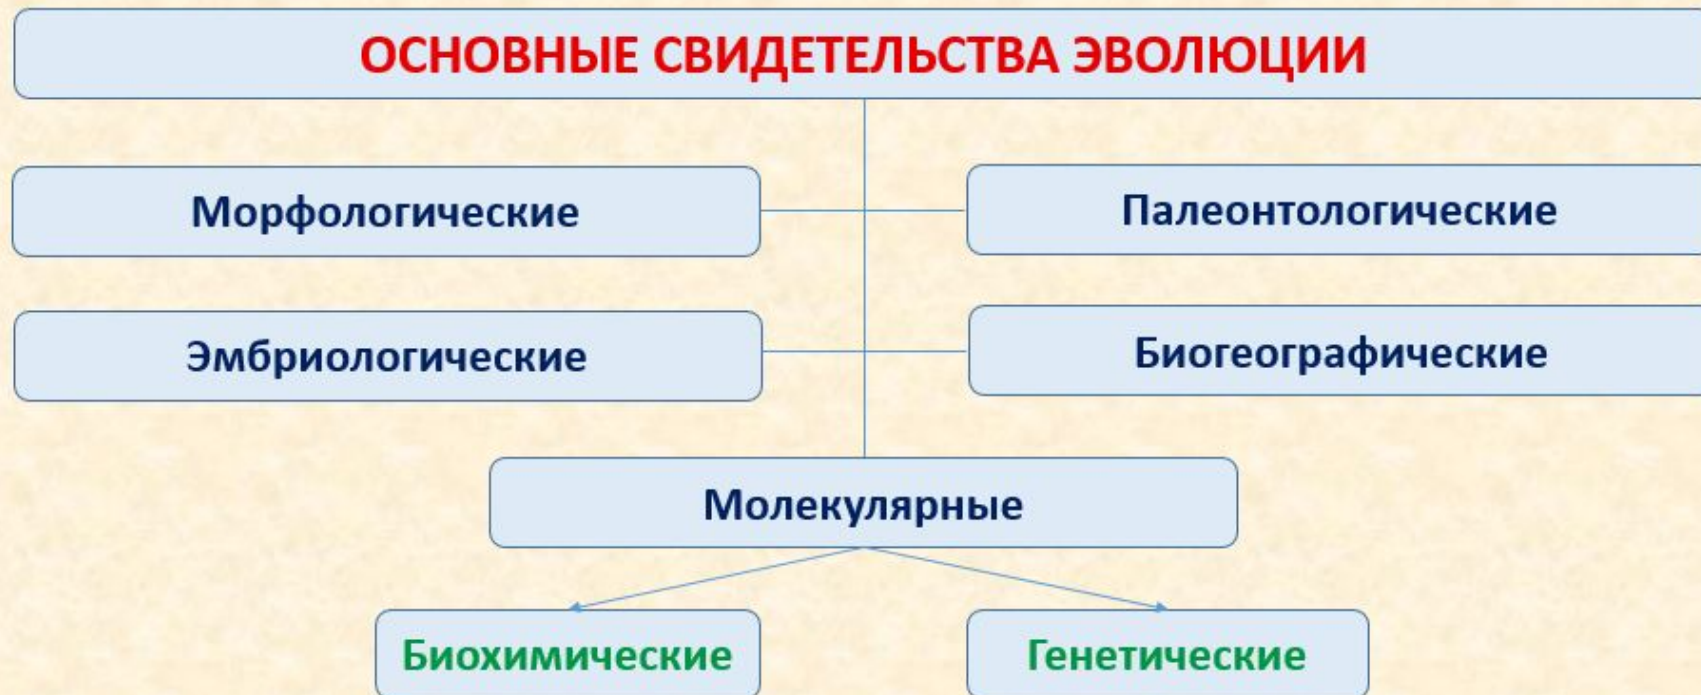 ОСНОВНЫЕ СВИДЕТЕЛЬСТВА ЭВОЛЮЦИИ
Морфологические
Палеонтологические
Эмбриологические
Биогеографические
Молекулярные
Биохимические
Генетические